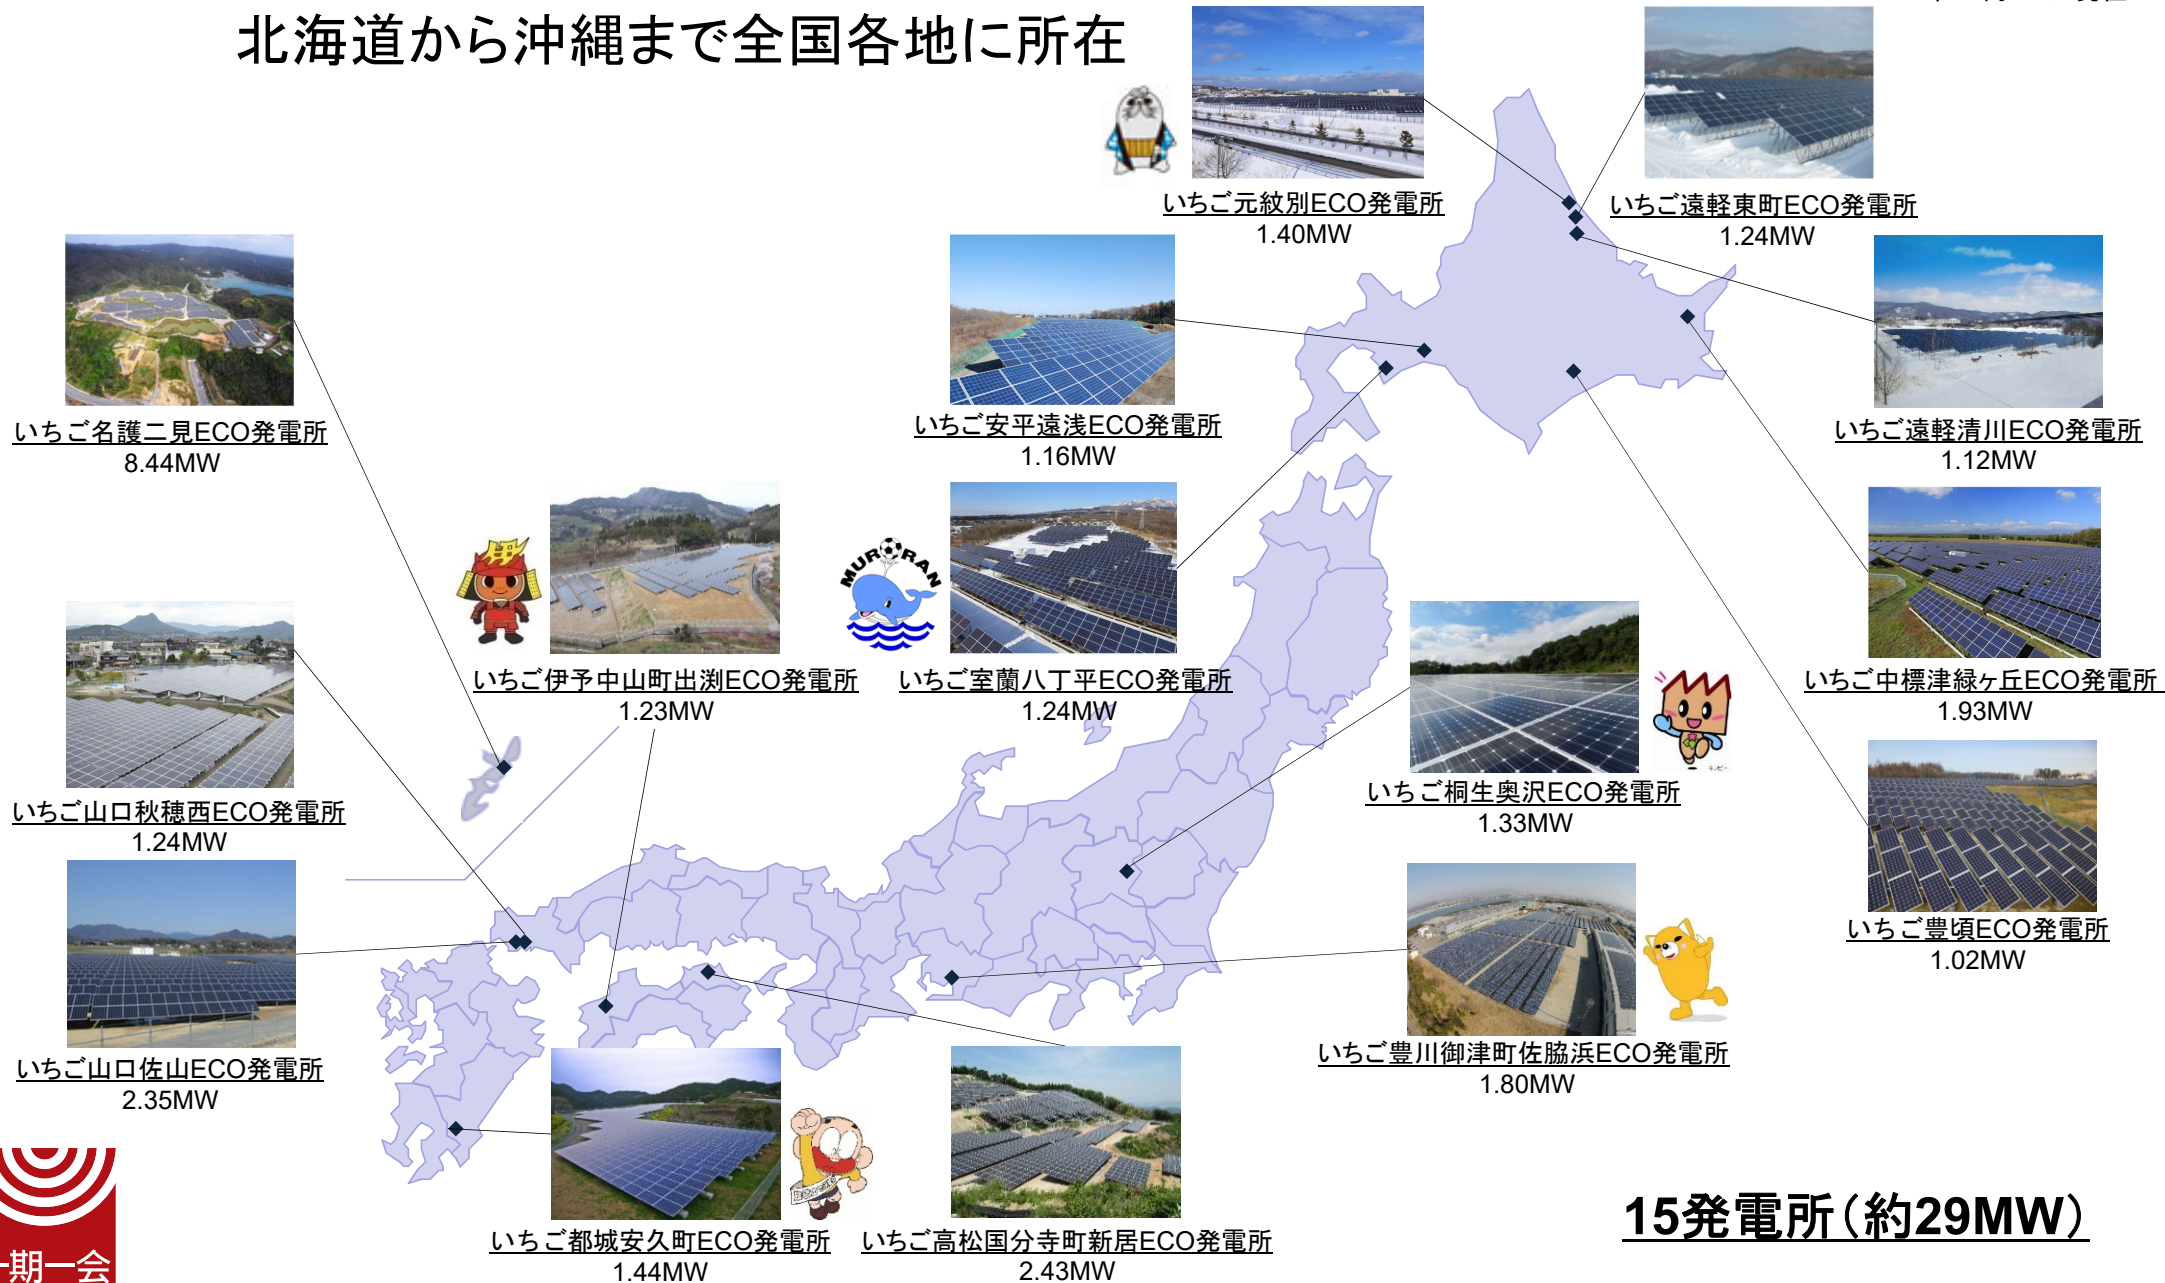 北海道から沖縄まで全国各地に所在
いちご元紋別ECO発電所
1.40MW
いちご遠軽東町ECO発電所
1.24MW
いちご名護二見ECO発電所
8.44MW
いちご安平遠浅ECO発電所
1.16MW
いちご遠軽清川ECO発電所
1.12MW
MURORAN
いちご伊予中山町出渕ECO発電所
1.23MW
いちご室蘭八丁平ECO発電所
1.24MW
いちご中標津緑ヶ丘ECO発電所
1.93MW
いちご山口秋穂西ECO発電所
1.24MW
いちご桐生奥沢ECO発電所
1.33MW
いちご豊頃ECO発電所
1.02MW
いちご山口佐山ECO発電所
2.35MW
いちご豊川御津町佐脇浜ECO発電所
1.80MW
いちご都城安久町ECO発電所
1.44MW
いちご高松国分寺町新居ECO発電所
2.43MW
15発電所（約29MW）
一期一会